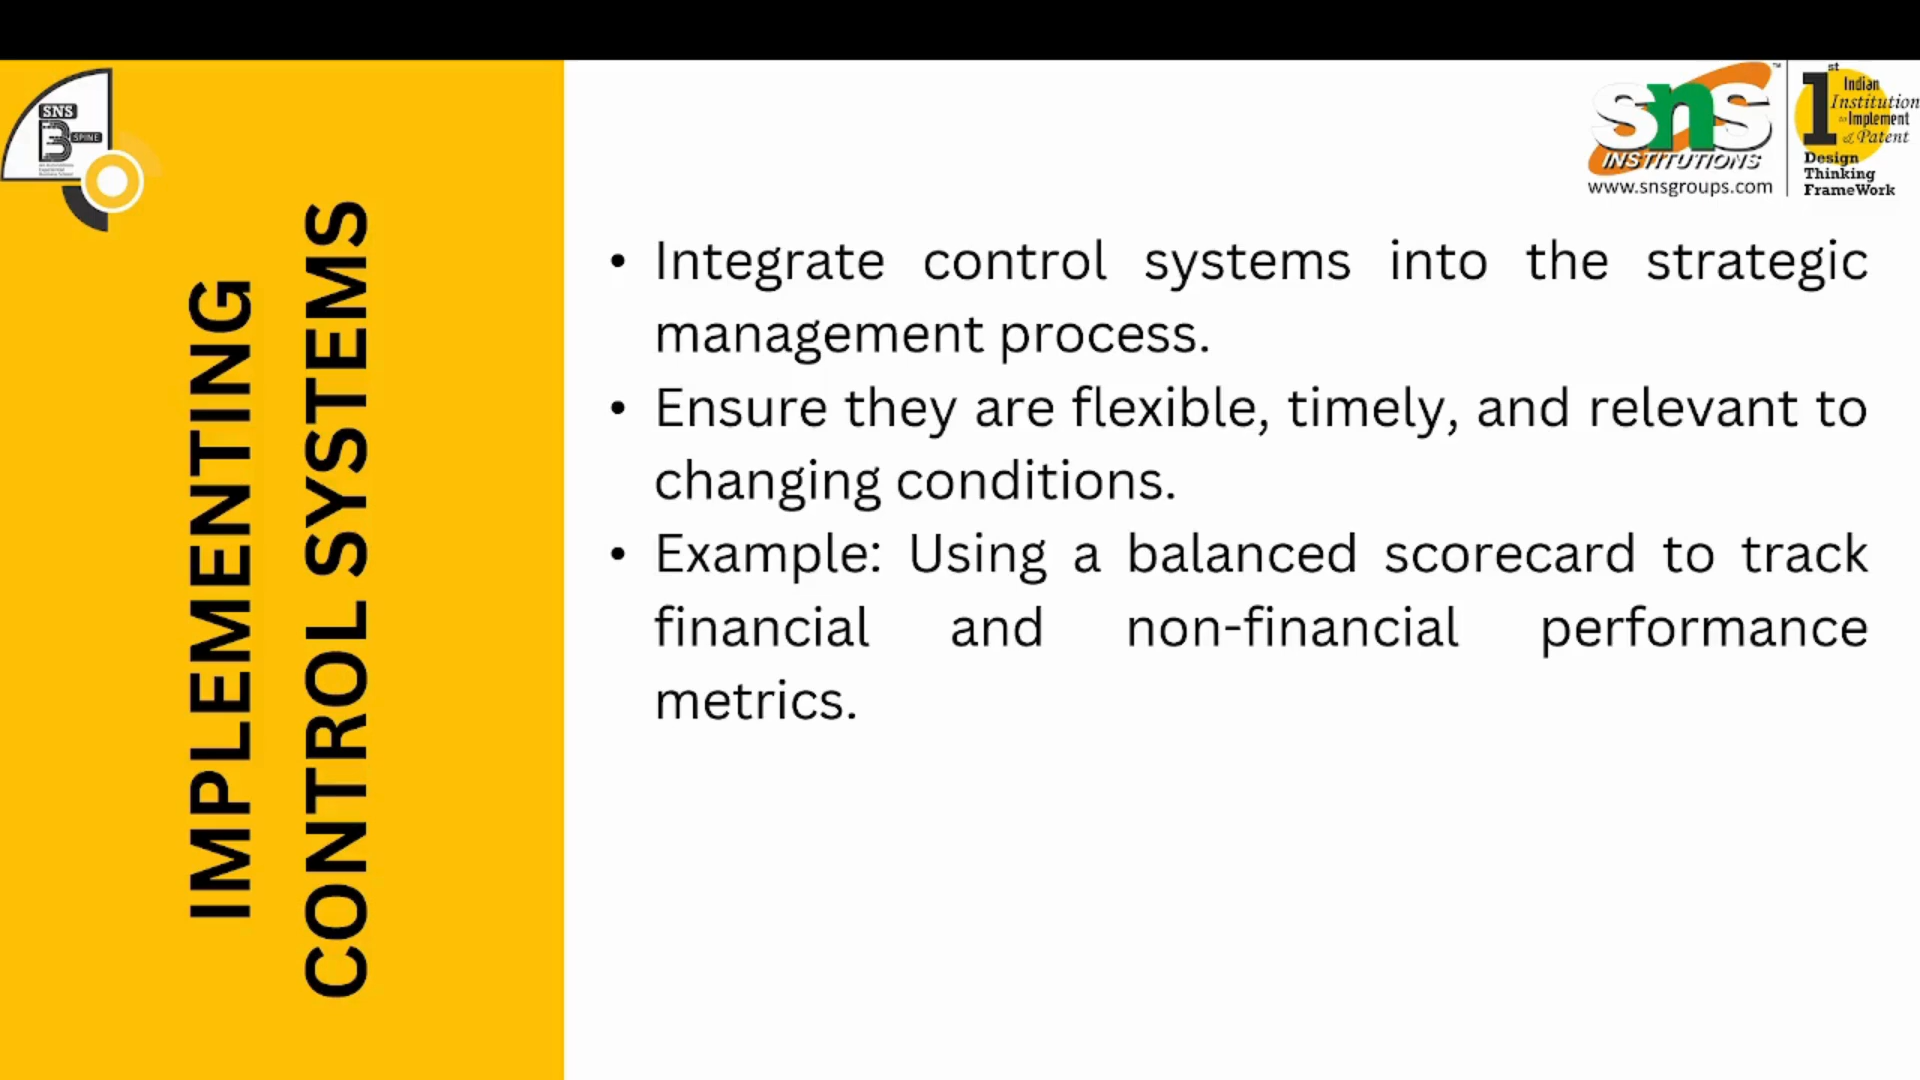 SNS
SPINE
IMPLEMENTING
CONTROL SYSTEMS
sns
INSTITUTIONS
www.snsgroups.com
1st
Indian
Institution
to Implement
& Patent
Design
Thinking
FrameWork
• Integrate control systems into the strategic
management process.
• Ensure they are flexible, timely, and relevant to
changing conditions.
• Example: Using a balanced scorecard to track
financial and non-financial performance
metrics.